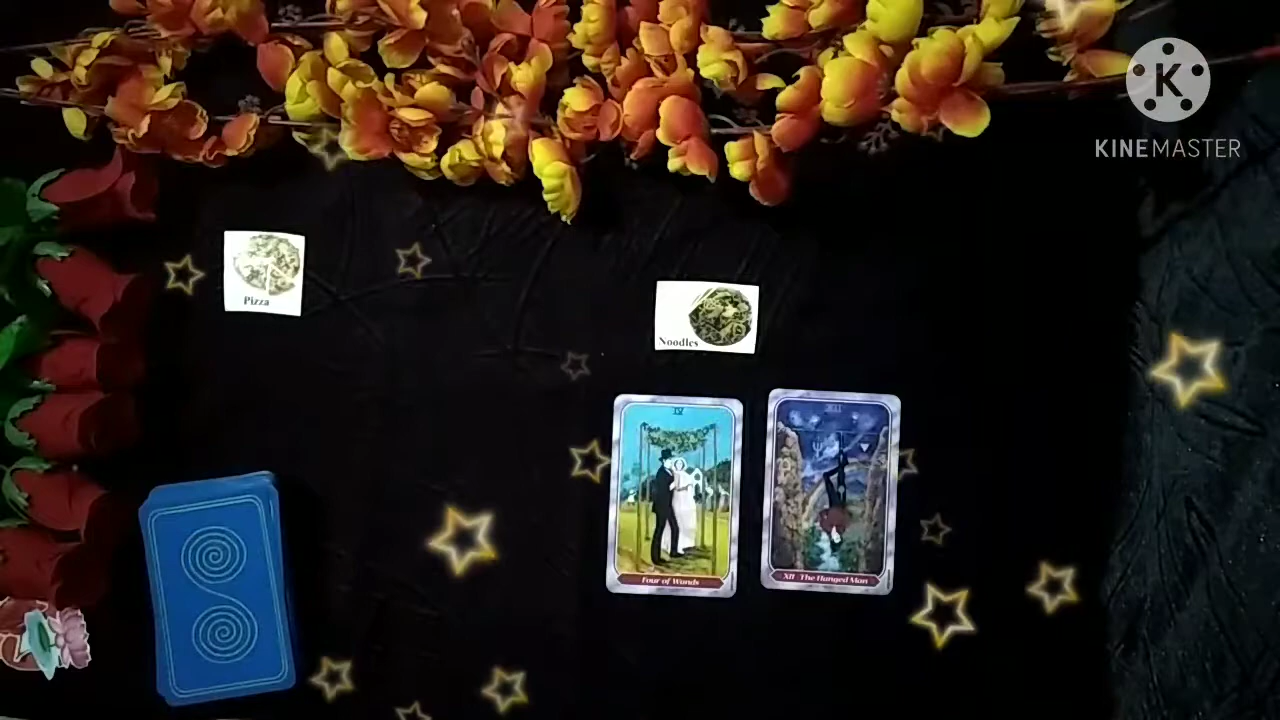 K
KINEMASTER
Pizza
Noodles
IV
XII
Four of Wands
XII The Hanged Man